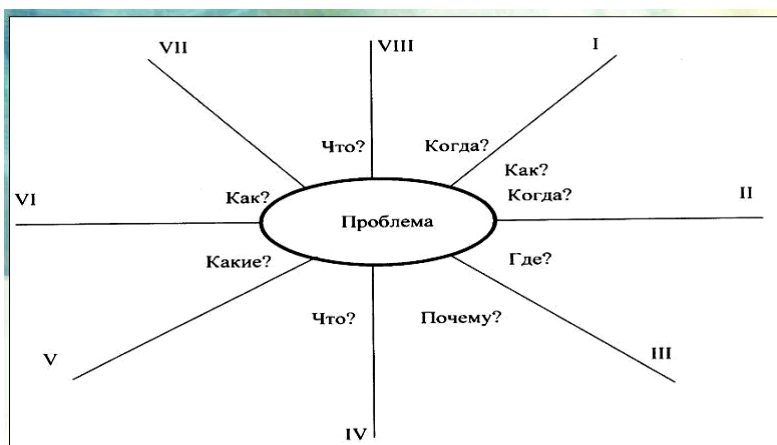 VII
VIII
I
Что?
Когда?
Как?
Когда?
VI
Как?
Проблема
II
Какие?
Где?
Что?
Почему?
V
III
IV